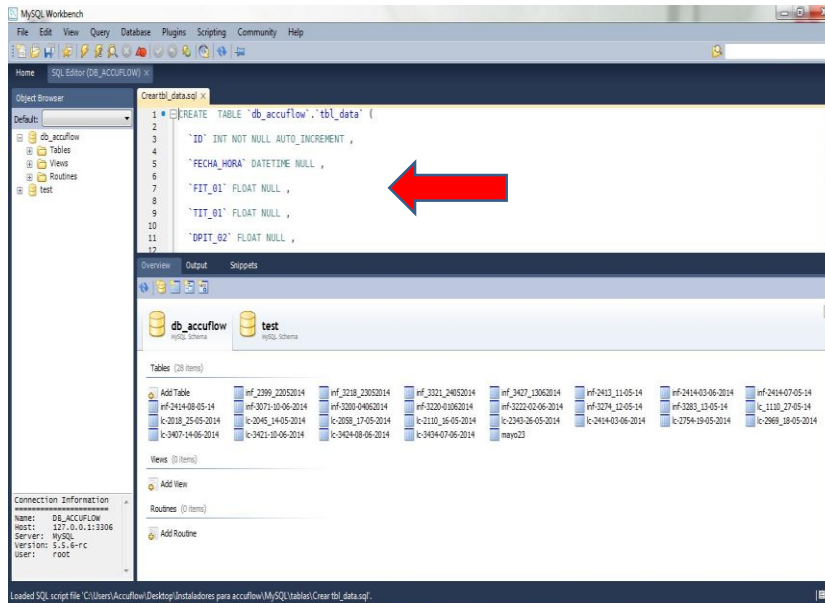 MySQL Workbench
File Edit View Query Database Plugins Scripting Community Help
Home SQL Editor (DB_ACCUFLOW) ×
Object Browser
Crear tbl_data.sql ×
Default:
db_accuflow
Tables
Views
Routines
test
1 CREATE TABLE `db_accuflow`.`tbl_data` (
2
3 `ID` INT NOT NULL AUTO_INCREMENT ,
4
5 `FECHA_HORA` DATETIME NULL ,
6
7 `FIT_01` FLOAT NULL ,
8
9 `TIT_01` FLOAT NULL ,
10
11 `DPIT_02` FLOAT NULL ,
12
Overview Output Snippets
db_accuflow test
MySQL Schema MySQL Schema
Tables (28 items)
Add Table inf_2399_22052014 inf_3218_23052014 inf_3321_24052014 inf_3427_13062014 inf-2413_11-05-14 inf-2414-03-06-2014 inf-2414-07-05-14
inf-2414-08-05-14 inf-3071-10-06-2014 inf-3200-04062014 inf-3220-01062014 inf-3222-02-06-2014 inf-3274_12-05-14 inf-3283_13-05-14 lc_1110_27-05-14
lc-2018_25-05-2014 lc-2045_14-05-2014 lc-2058_17-05-2014 lc-2110_16-05-2014 lc-2343-26-05-2014 lc-2414-03-06-2014 lc-2754-19-05-2014 lc-2969_18-05-2014
lc-3407-14-06-2014 lc-3421-10-06-2014 lc-3424-08-06-2014 lc-3434-07-06-2014 mayo23
Views (0 items)
Add View
Routines (0 items)
Add Routine
Connection Information
Name: DB_ACCUFLOW
Host: 127.0.0.1:3306
Server: MySQL
Version: 5.5.6-rc
User: root
Loaded SQL script file 'C:\Users\Accuflow\Desktop\Instaladores para accuflow\MySQL\tablas\Crear tbl_data.sql'.